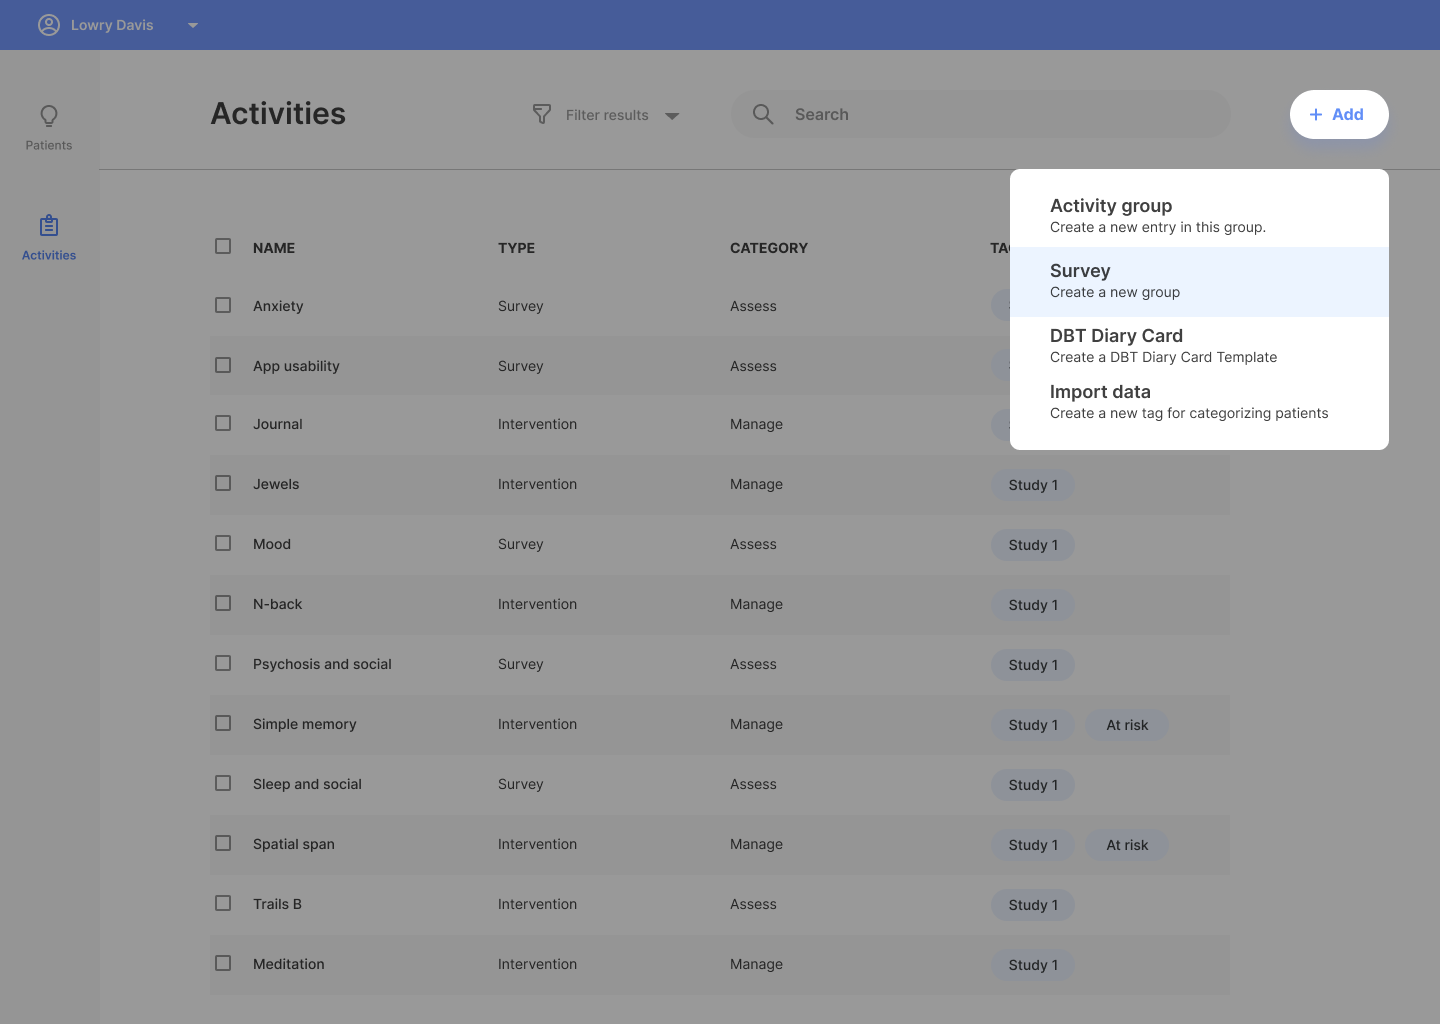 Lowry Davis
Patients
Activities
Activities
Filter results
Search
+ Add
Activity group
Create a new entry in this group.
Survey
Create a new group
DBT Diary Card
Create a DBT Diary Card Template
Import data
Create a new tag for categorizing patients
NAME TYPE CATEGORY
Anxiety Survey Assess
App usability Survey Assess
Journal Intervention Manage
Jewels Intervention Manage Study 1
Mood Survey Assess Study 1
N-back Intervention Manage Study 1
Psychosis and social Survey Assess Study 1
Simple memory Intervention Manage Study 1 At risk
Sleep and social Survey Assess Study 1
Spatial span Intervention Manage Study 1 At risk
Trails B Intervention Assess Study 1
Meditation Intervention Manage Study 1